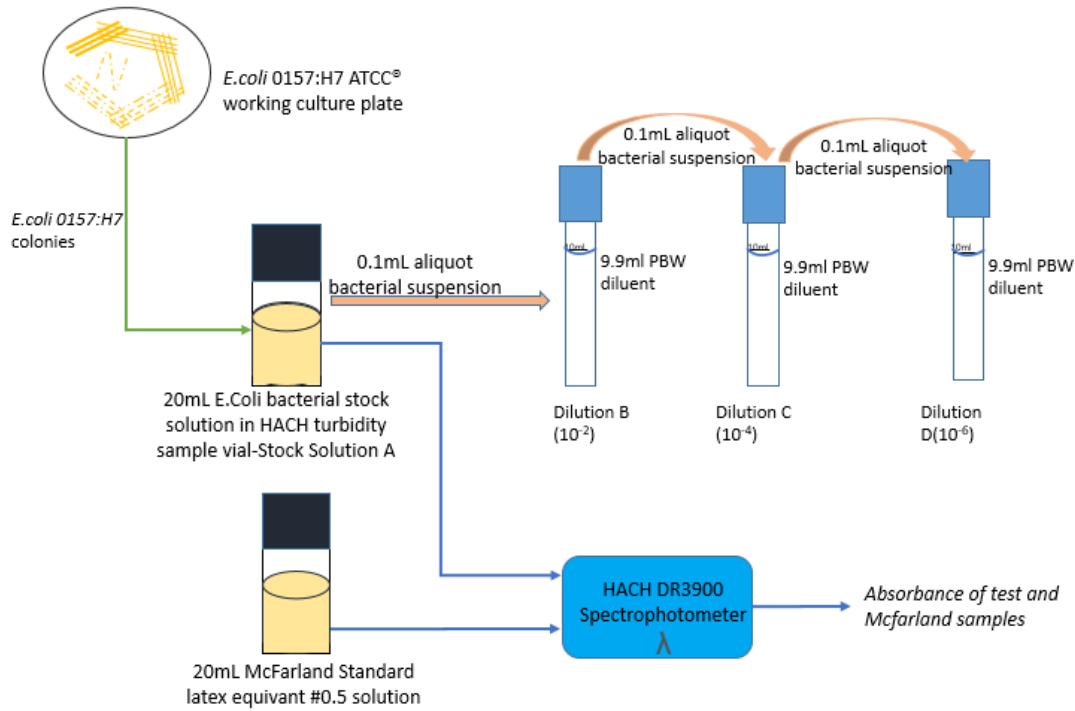 E.coli 0157:H7 ATCC®
working culture plate
E.coli 0157:H7
colonies
0.1mL aliquot
bacterial suspension
0.1mL aliquot
bacterial suspension
0.1mL aliquot
bacterial suspension
10mL
9.9ml PBW
diluent
10mL
9.9ml PBW
diluent
10ml
9.9ml PBW
diluent
20mL E.Coli bacterial stock
solution in HACH turbidity
sample vial-Stock Solution A
Dilution B
(10⁻²)
Dilution C
(10⁻⁴)
Dilution
D(10⁻⁶)
HACH DR3900
Spectrophotometer
λ
Absorbance of test and
Mcfarland samples
20mL McFarland Standard
latex equivant #0.5 solution